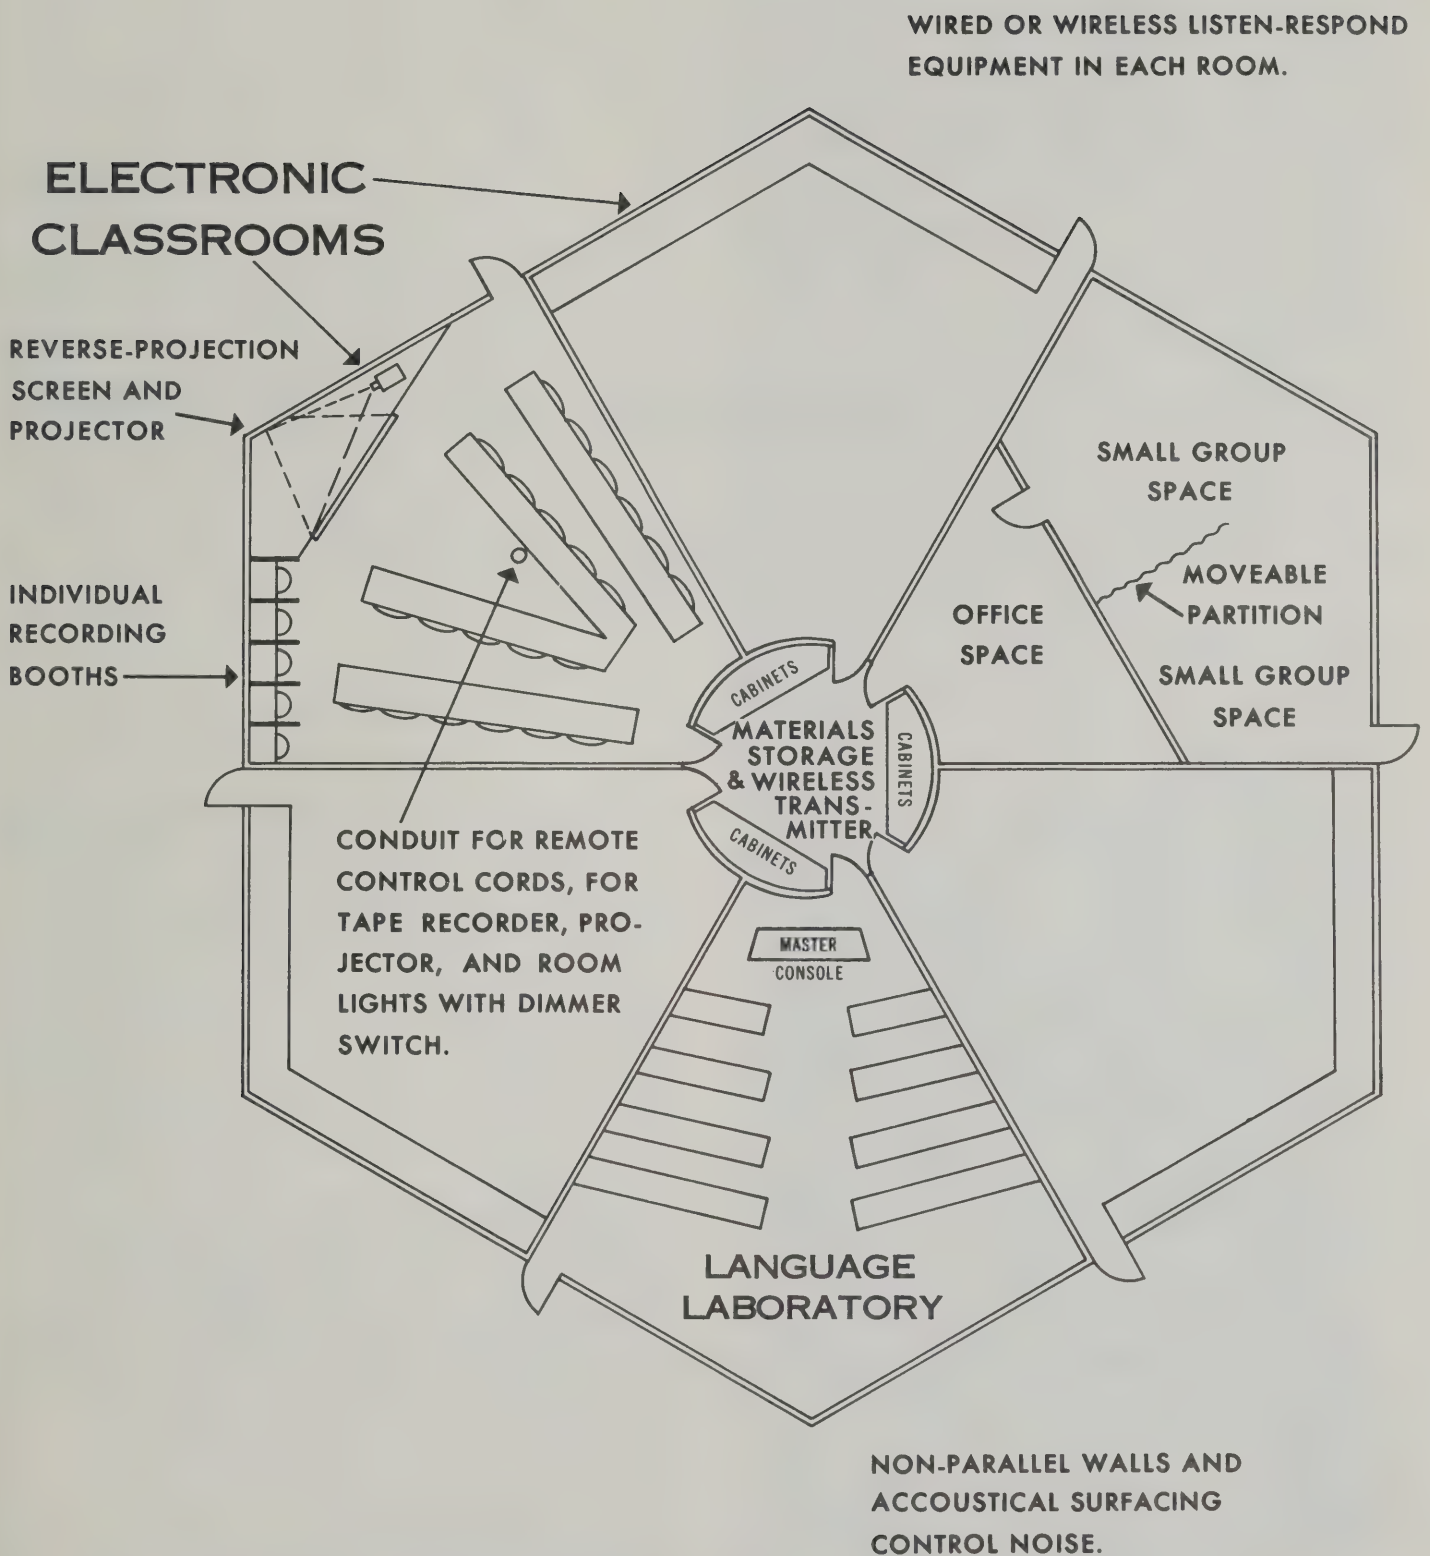 WIRED OR WIRELESS LISTEN-RESPOND
EQUIPMENT IN EACH ROOM.
ELECTRONIC
CLASSROOMS
REVERSE-PROJECTION
SCREEN AND
PROJECTOR
INDIVIDUAL
RECORDING
BOOTHS
SMALL GROUP
SPACE
MOVEABLE
PARTITION
OFFICE
SPACE
SMALL GROUP
SPACE
CABINETS
MATERIALS
STORAGE
& WIRELESS
TRANS-
MITTER
CABINETS
CABINETS
CONDUIT FOR REMOTE
CONTROL CORDS, FOR
TAPE RECORDER, PRO-
JECTOR, AND ROOM
LIGHTS WITH DIMMER
SWITCH.
MASTER
CONSOLE
LANGUAGE
LABORATORY
NON-PARALLEL WALLS AND
ACCOUSTICAL SURFACING
CONTROL NOISE.